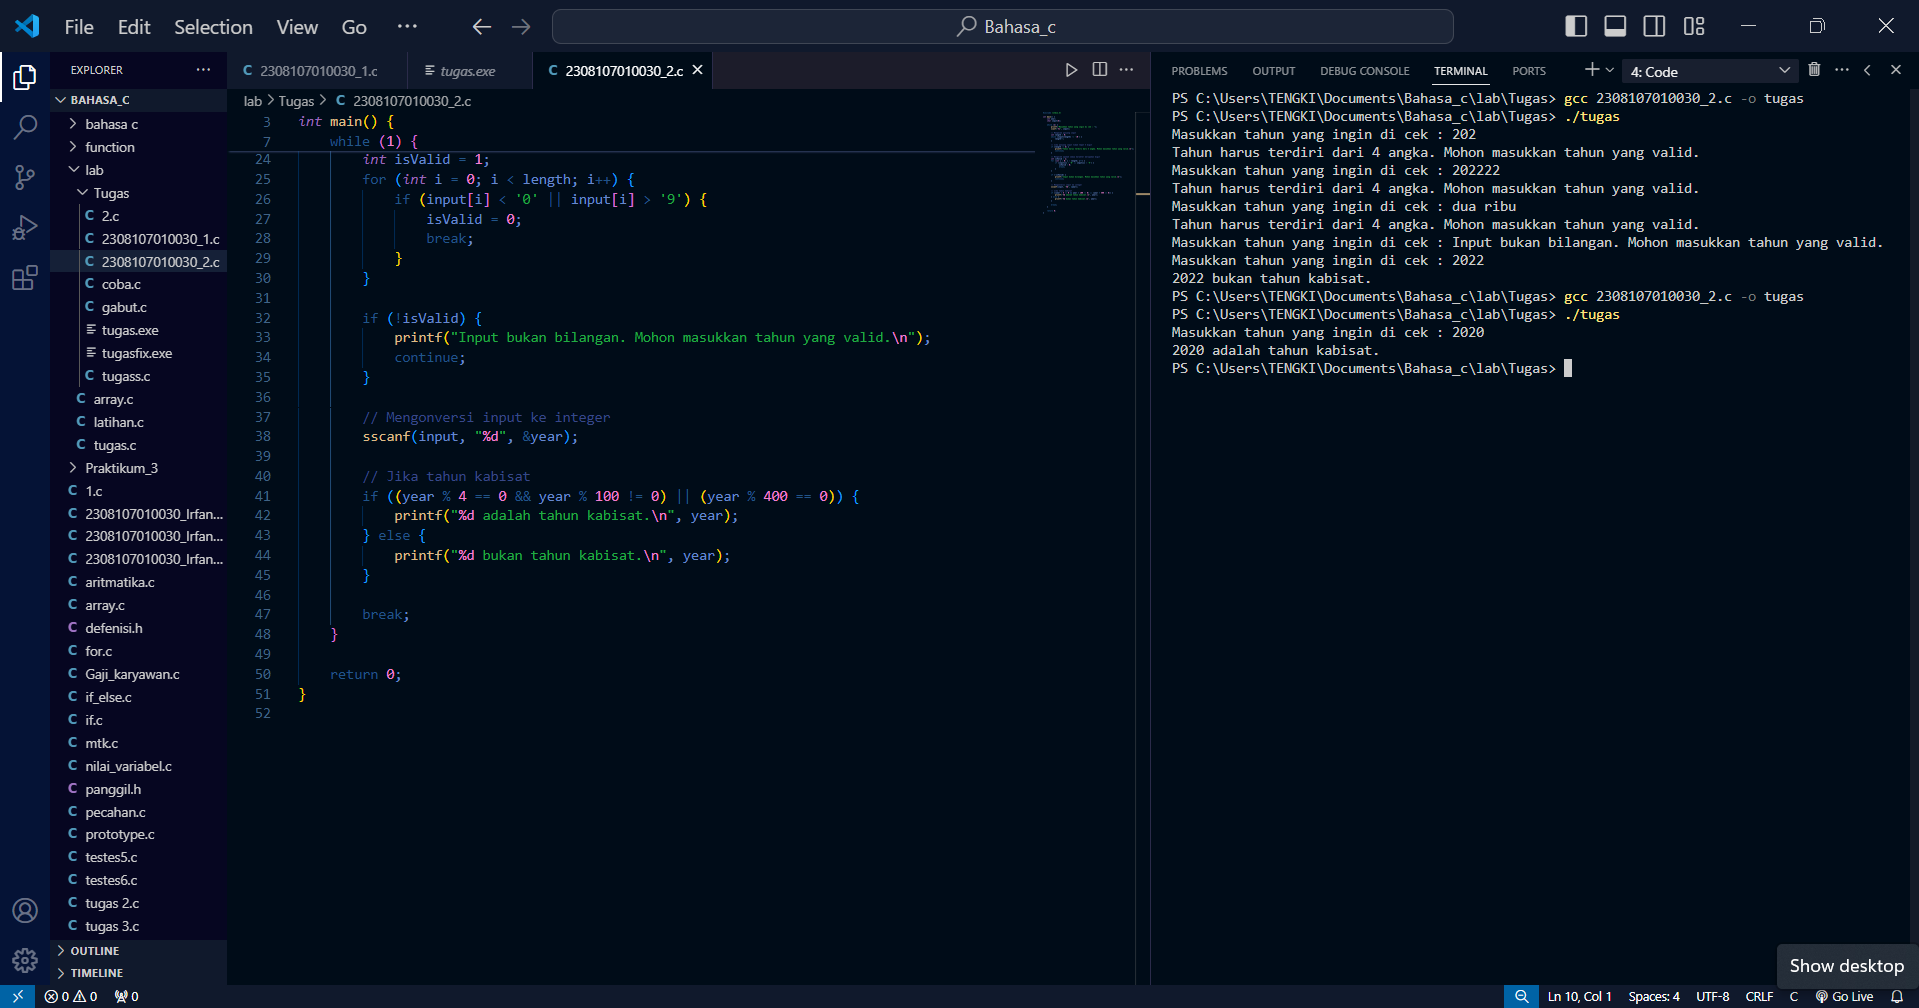 File Edit Selection View Go ··· Bahasa_c
EXPLORER ···
BAHASA_C
bahasa c
function
lab
Tugas
C 2.c
C 2308107010030_1.c
C 2308107010030_2.c
C coba.c
C gabut.c
tugas.exe
tugasfix.exe
C tugass.c
C array.c
C latihan.c
C tugas.c
Praktikum_3
C 1.c
C 2308107010030_Irfan...
C 2308107010030_Irfan...
C 2308107010030_Irfan...
C aritmatika.c
C array.c
C defenisi.h
C for.c
C Gaji_karyawan.c
C if_else.c
C if.c
C mtk.c
C nilai_variabel.c
C panggil.h
C pecahan.c
C prototype.c
C testes5.c
C testes6.c
C tugas 2.c
C tugas 3.c
OUTLINE
TIMELINE
C 2308107010030_1.c tugas.exe C 2308107010030_2.c
lab > Tugas > C 2308107010030_2.c
3 int main() {
7 while (1) {
24 int isValid = 1;
25 for (int i = 0; i < length; i++) {
26 if (input[i] < '0' || input[i] > '9') {
27 isValid = 0;
28 break;
29 }
30 }
31
32 if (!isValid) {
33 printf("Input bukan bilangan. Mohon masukkan tahun yang valid.\n");
34 continue;
35 }
36
37 // Mengonversi input ke integer
38 sscanf(input, "%d", &year);
39
40 // Jika tahun kabisat
41 if ((year % 4 == 0 && year % 100 != 0) || (year % 400 == 0)) {
42 printf("%d adalah tahun kabisat.\n", year);
43 } else {
44 printf("%d bukan tahun kabisat.\n", year);
45 }
46
47 break;
48 }
49
50 return 0;
51 }
52
PROBLEMS OUTPUT DEBUG CONSOLE TERMINAL PORTS 4: Code
PS C:\Users\TENGKI\Documents\Bahasa_c\lab\Tugas> gcc 2308107010030_2.c -o tugas
PS C:\Users\TENGKI\Documents\Bahasa_c\lab\Tugas> ./tugas
Masukkan tahun yang ingin di cek : 202
Tahun harus terdiri dari 4 angka. Mohon masukkan tahun yang valid.
Masukkan tahun yang ingin di cek : 202222
Tahun harus terdiri dari 4 angka. Mohon masukkan tahun yang valid.
Masukkan tahun yang ingin di cek : dua ribu
Tahun harus terdiri dari 4 angka. Mohon masukkan tahun yang valid.
Masukkan tahun yang ingin di cek : Input bukan bilangan. Mohon masukkan tahun yang valid.
Masukkan tahun yang ingin di cek : 2022
2022 bukan tahun kabisat.
PS C:\Users\TENGKI\Documents\Bahasa_c\lab\Tugas> gcc 2308107010030_2.c -o tugas
PS C:\Users\TENGKI\Documents\Bahasa_c\lab\Tugas> ./tugas
Masukkan tahun yang ingin di cek : 2020
2020 adalah tahun kabisat.
PS C:\Users\TENGKI\Documents\Bahasa_c\lab\Tugas>
Show desktop
0 0 0 Ln 10, Col 1 Spaces: 4 UTF-8 CRLF C Go Live